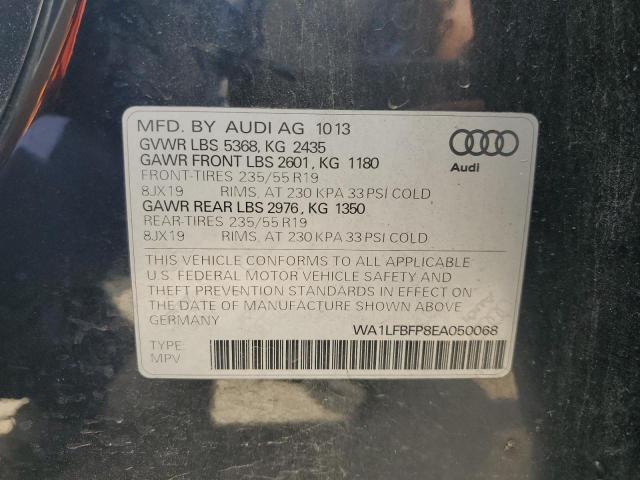 MFD. BY AUDI AG 1013
GVWR LBS 5368, KG 2435
GAWR FRONT LBS 2601, KG 1180
FRONT-TIRES 235/55 R19
8JX19 RIMS, AT 230 KPA 33 PSI COLD
GAWR REAR LBS 2976, KG 1350
REAR-TIRES 235/55 R19
8JX19 RIMS, AT 230 KPA 33 PSI COLD
Audi
THIS VEHICLE CONFORMS TO ALL APPLICABLE
U.S. FEDERAL MOTOR VEHICLE SAFETY AND
THEFT PREVENTION STANDARDS IN EFFECT ON
THE DATE OF MANUFACTURE SHOWN ABOVE
GERMANY
WA1LFBFP8EA050068
TYPE:
MPV